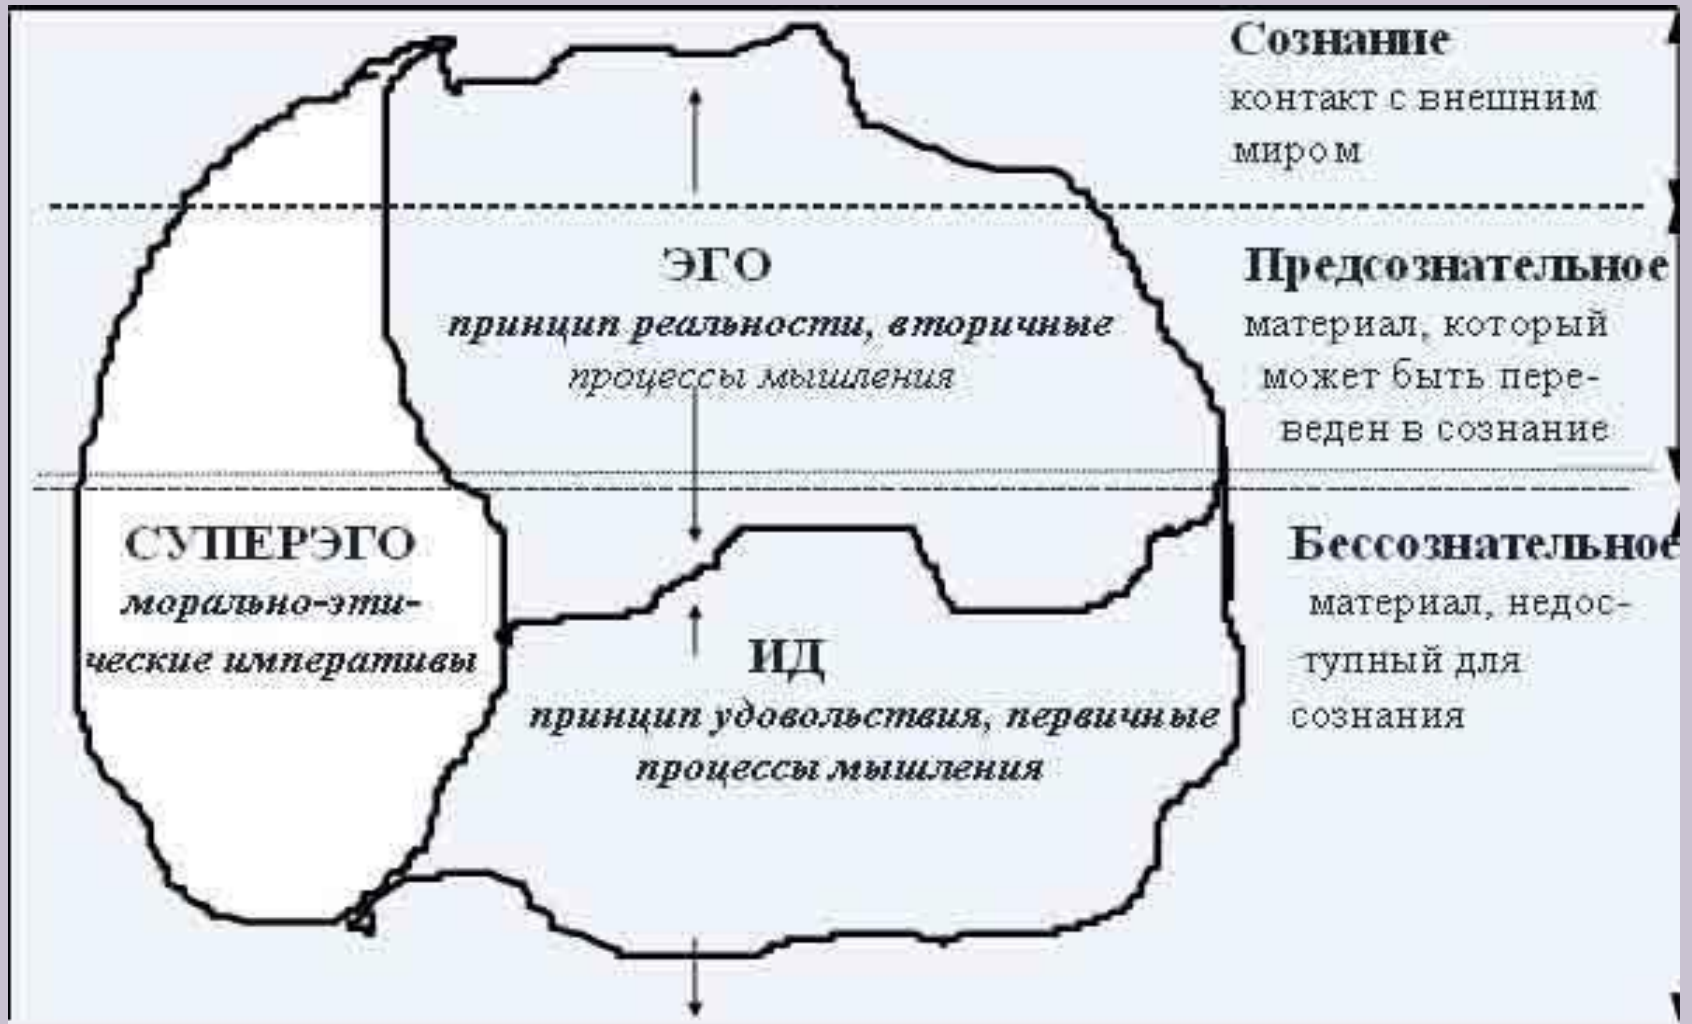 Сознание
контакт с внешним
миром
ЭГО
принцип реальности, вторичные
процессы мышления
Предсознательное
материал, который
может быть пере-
веден в сознание
СУПЕРЭГО
морально-эти-
ческие императивы
ИД
принцип удовольствия, первичные
процессы мышления
Бессознательное
материал, недос-
тупный для
сознания